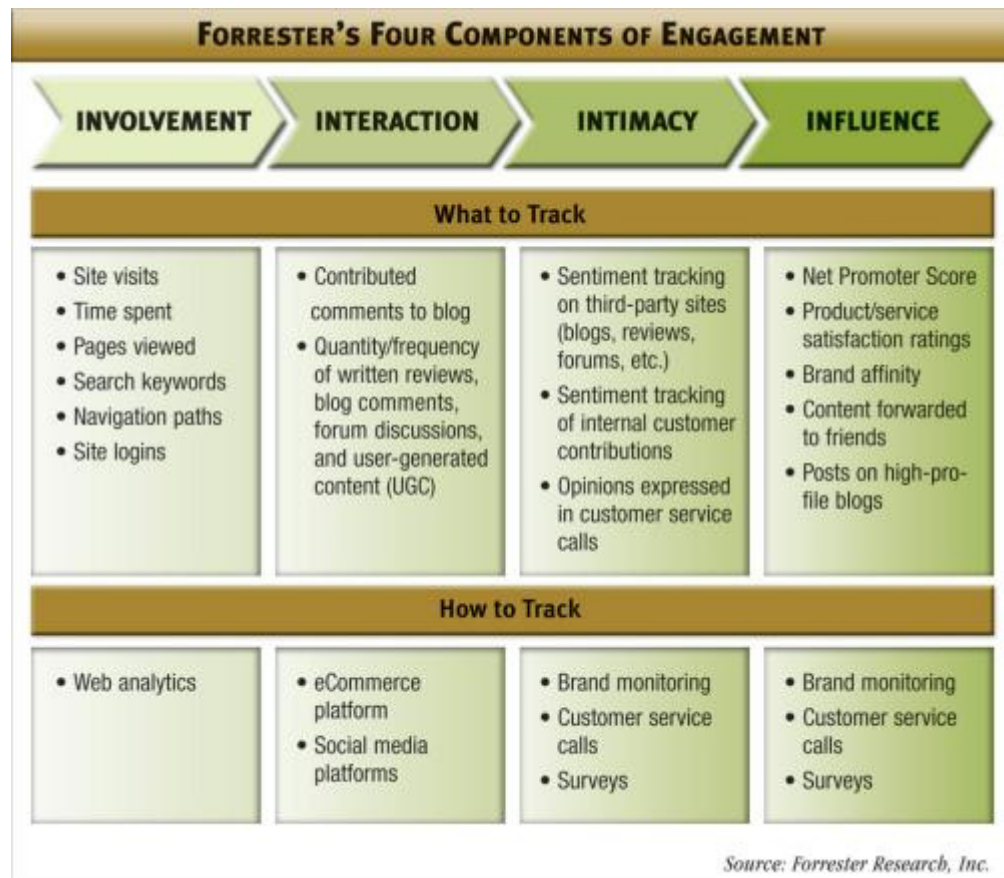 FORRESTER'S FOUR COMPONENTS OF ENGAGEMENT
INVOLVEMENT
INTERACTION
INTIMACY
INFLUENCE
What to Track
• Site visits
• Time spent
• Pages viewed
• Search keywords
• Navigation paths
• Site logins
• Contributed
comments to blog
• Quantity/frequency
of written reviews,
blog comments,
forum discussions,
and user-generated
content (UGC)
• Sentiment tracking
on third-party sites
(blogs, reviews,
forums, etc.)
• Sentiment tracking
of internal customer
contributions
• Opinions expressed
in customer service
calls
• Net Promoter Score
• Product/service
satisfaction ratings
• Brand affinity
• Content forwarded
to friends
• Posts on high-pro-
file blogs
How to Track
• Web analytics
• eCommerce
platform
• Social media
platforms
• Brand monitoring
• Customer service
calls
• Surveys
• Brand monitoring
• Customer service
calls
• Surveys
Source: Forrester Research, Inc.